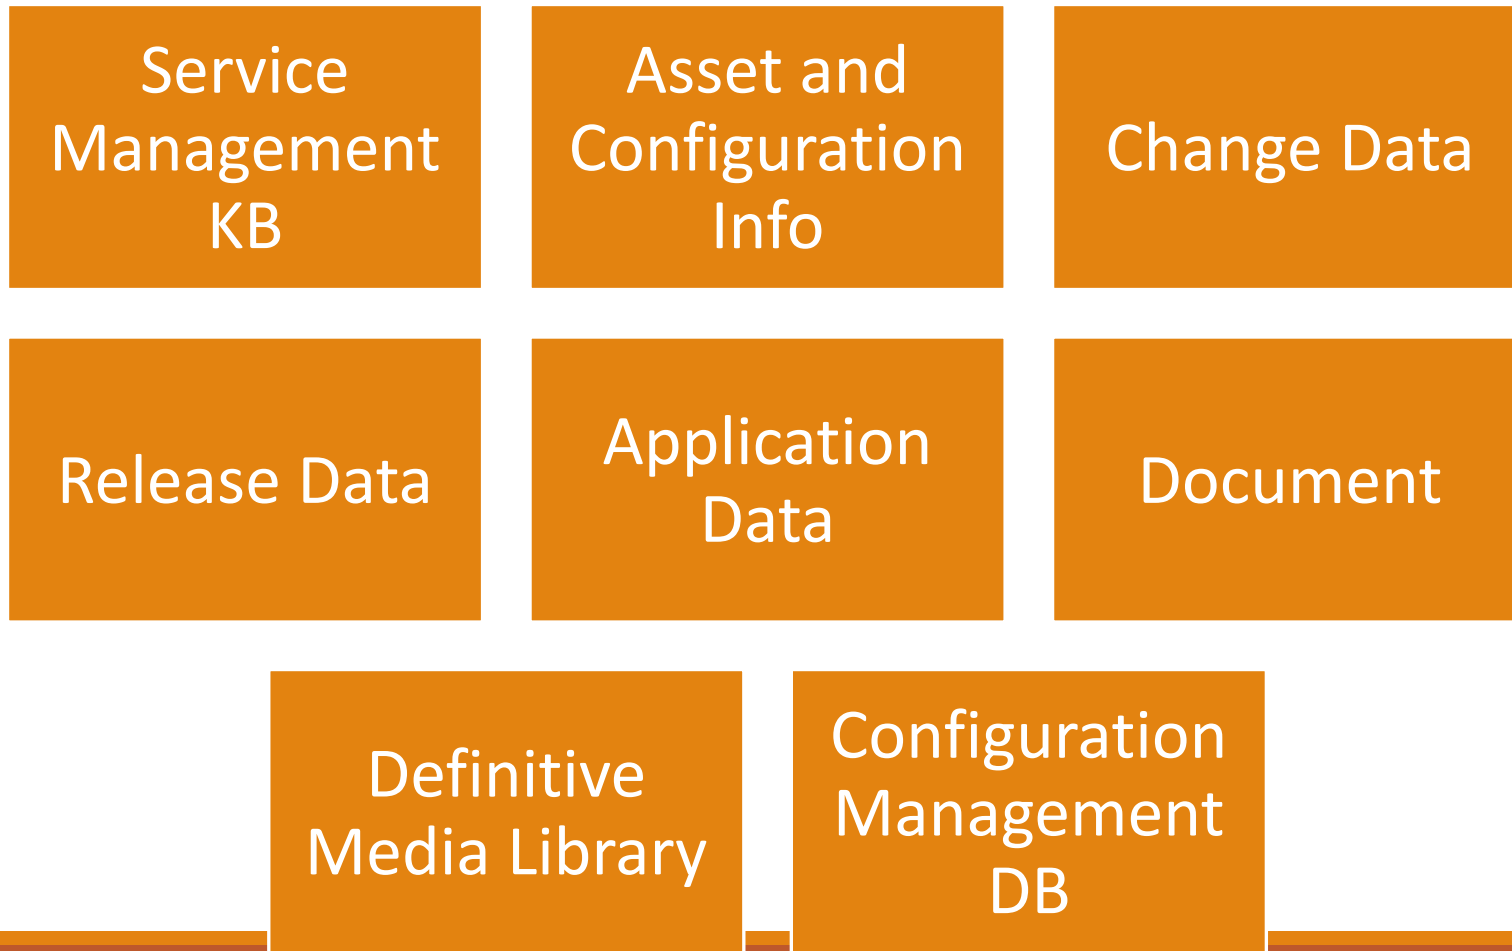 Service
Management
KB
Asset and
Configuration
Info
Change Data
Release Data
Application
Data
Document
Definitive
Media Library
Configuration
Management
DB